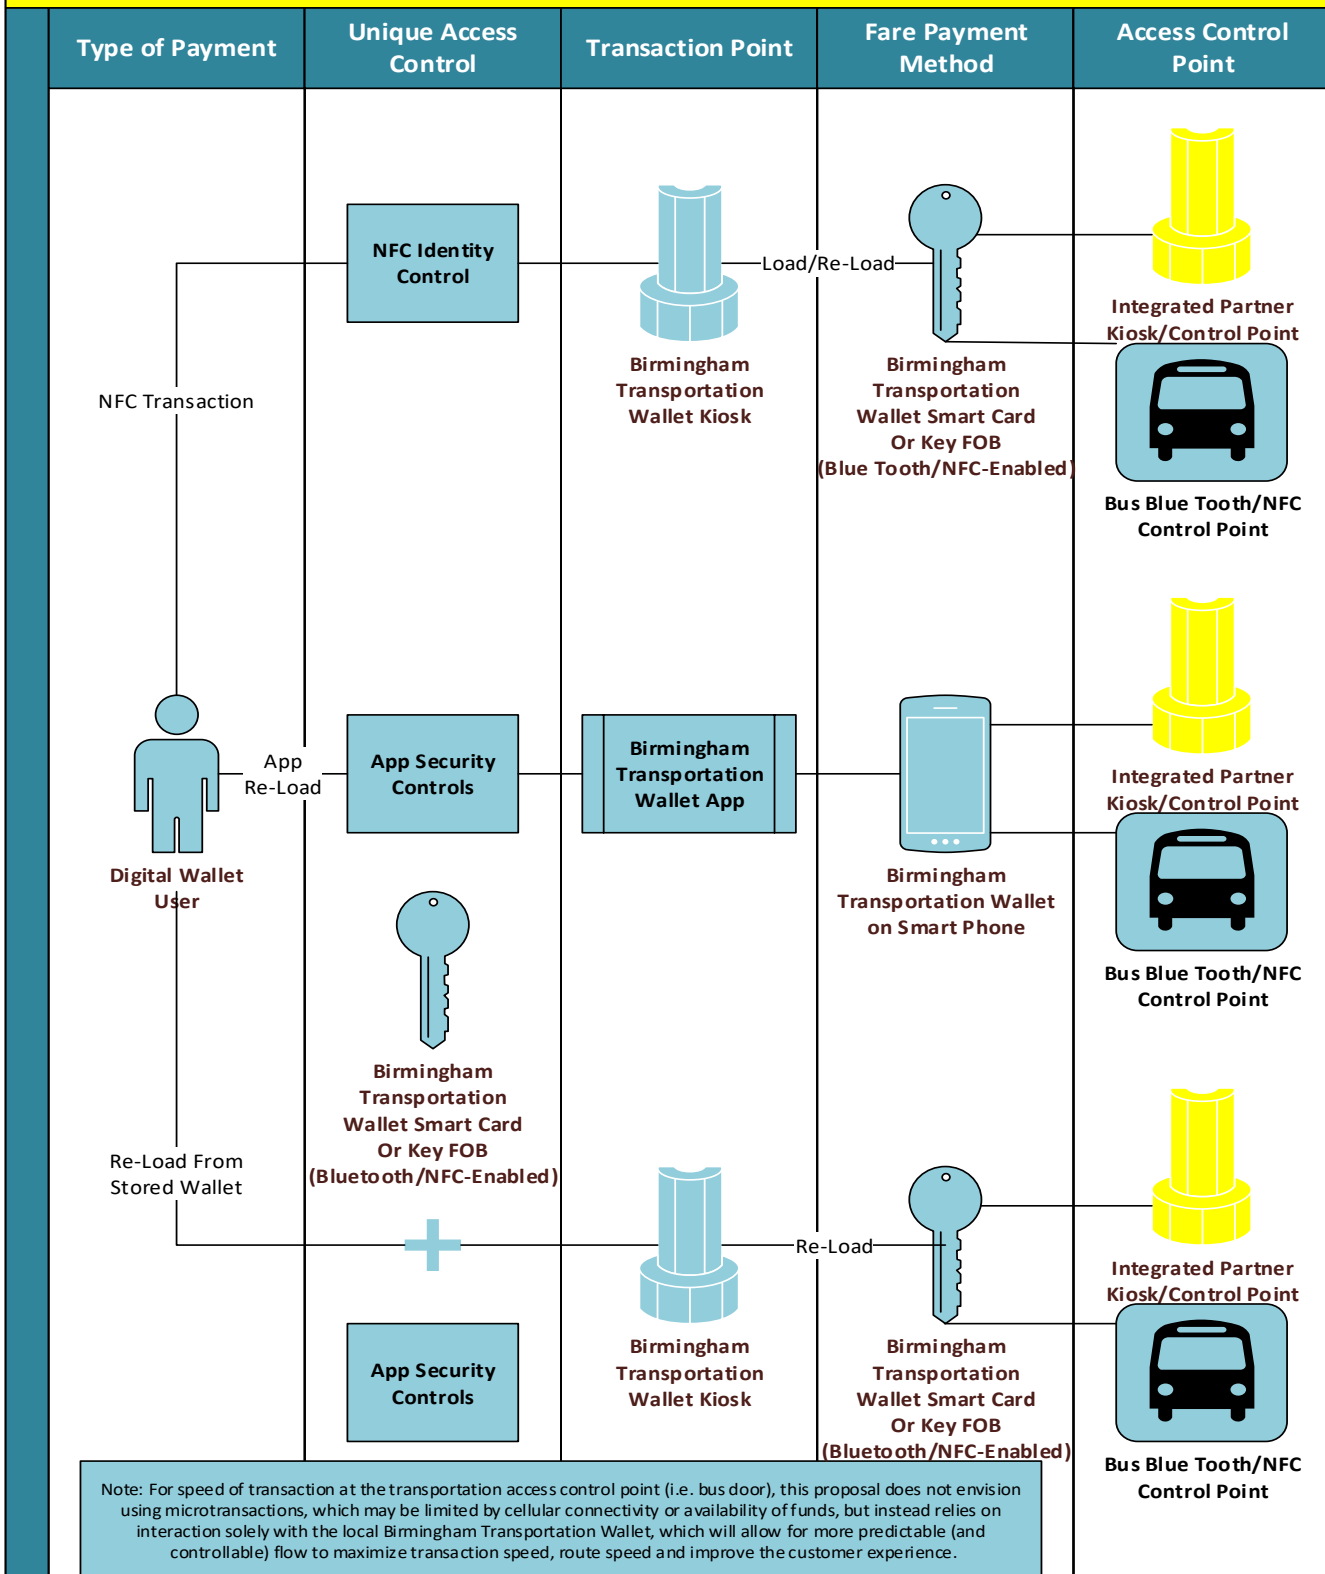 Type of Payment
Unique Access
Control
Transaction Point
Fare Payment
Method
Access Control
Point
NFC Transaction
NFC Identity
Control
Birmingham
Transportation
Wallet Kiosk
Load/Re-Load
Birmingham
Transportation
Wallet Smart Card
Or Key FOB
(Blue Tooth/NFC-Enabled)
Integrated Partner
Kiosk/Control Point
Bus Blue Tooth/NFC
Control Point
Digital Wallet
User
App
Re-Load
App Security
Controls
Birmingham
Transportation
Wallet App
Birmingham
Transportation Wallet
on Smart Phone
Integrated Partner
Kiosk/Control Point
Bus Blue Tooth/NFC
Control Point
Re-Load From
Stored Wallet
Birmingham
Transportation
Wallet Smart Card
Or Key FOB
(Bluetooth/NFC-Enabled)
App Security
Controls
Birmingham
Transportation
Wallet Kiosk
Re-Load
Birmingham
Transportation
Wallet Smart Card
Or Key FOB
(Bluetooth/NFC-Enabled)
Integrated Partner
Kiosk/Control Point
Bus Blue Tooth/NFC
Control Point
Note: For speed of transaction at the transportation access control point (i.e. bus door), this proposal does not envision
using microtransactions, which may be limited by cellular connectivity or availability of funds, but instead relies on
interaction solely with the local Birmingham Transportation Wallet, which will allow for more predictable (and
controllable) flow to maximize transaction speed, route speed and improve the customer experience.